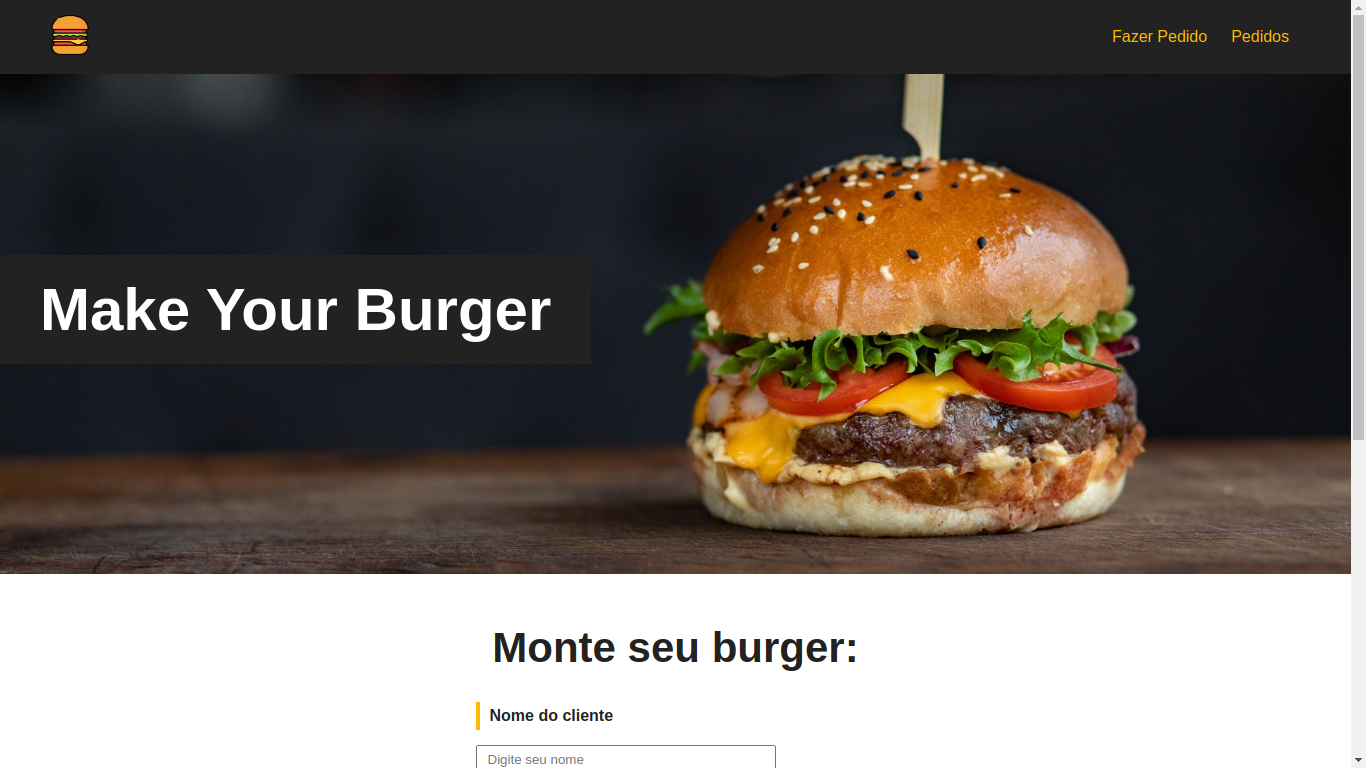 Fazer Pedido Pedidos
Make Your Burger
Monte seu burger:
Nome do cliente
Digite seu nome